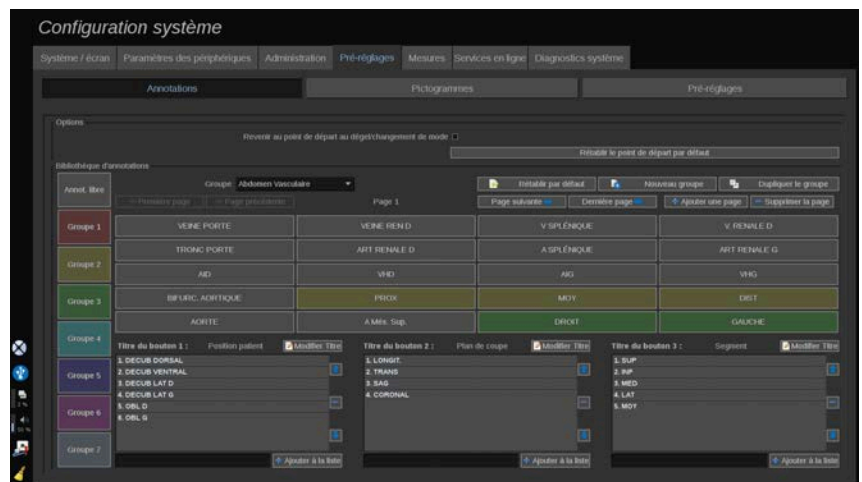 Configuration système
Système / écran Paramètres des périphériques Administration Pré-réglages Mesures Services en ligne Diagnostics système
Annotations Pictogrammes Pré-réglages
Options
Revenir au point de départ au dégel/changement de mode
Rétablir le point de départ par défaut
Bibliothèque d'annotations
Annot. libre Groupe Abdomen Vasculaire Rétablir par défaut Nouveau groupe Dupliquer le groupe
Première page Page précédente Page 1 Page suivante Dernière page Ajouter une page Supprimer la page
Groupe 1 VEINE PORTE VEINE REN D V SPLÉNIQUE V. RENALE D
Groupe 2 TRONC PORTE ART RENALE D A SPLÉNIQUE ART RENALE G
AID VHD AIG VHG
Groupe 3 BIFURC. AORTIQUE PROX MOY DIST
Groupe 4 AORTE A Més. Sup. DROIT GAUCHE
Titre du bouton 1 : Position patient Modifier Titre Titre du bouton 2 : Plan de coupe Modifier Titre Titre du bouton 3 : Segment Modifier Titre
Groupe 5
1. DECUB DORSAL 1. LONGIT. 1. SUP
2. DECUB VENTRAL 2. TRANS 2. INF
3. DECUB LAT D 3. SAG 3. MED
4. DECUB LAT G 4. CORONAL 4. LAT
5. OBL D 5. MOY
6. OBL G
Groupe 6
Groupe 7
Ajouter à la liste Ajouter à la liste Ajouter à la liste